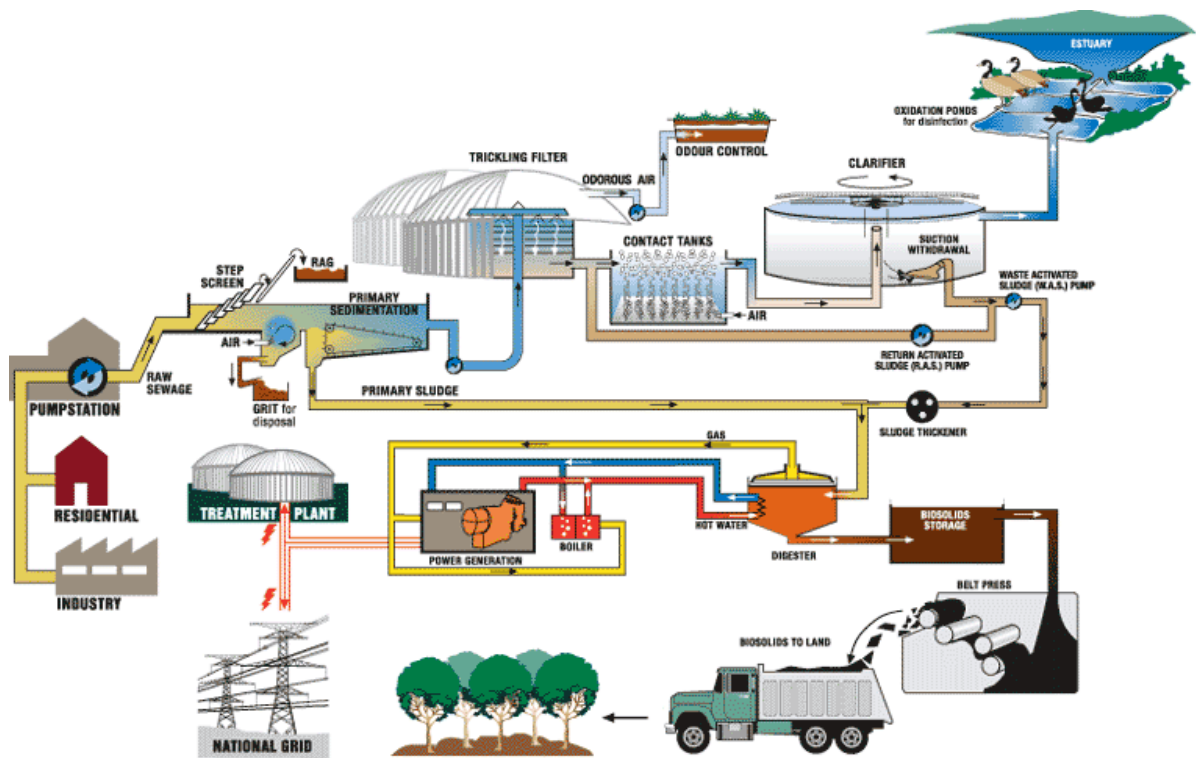 ESTUARY
OXIDATION PONDS
for disinfection
ODOUR CONTROL
TRICKLING FILTER
ODOROUS AIR
CLARIFIER
CONTACT TANKS
SUCTION
WITHDRAWAL
STEP
SCREEN
RAG
WASTE ACTIVATED
SLUDGE (W.A.S.) PUMP
PRIMARY
SEDIMENTATION
AIR
AIR
RETURN ACTIVATED
SLUDGE (R.A.S.) PUMP
RAW
SEWAGE
PRIMARY SLUDGE
PUMPSTATION
GRIT for
disposal
SLUDGE THICKENER
GAS
TREATMENT PLANT
RESIDENTIAL
HOT WATER
BIOSOLIDS
STORAGE
BOILER
DIGESTER
POWER GENERATION
INDUSTRY
BELT PRESS
BIOSOLIDS TO LAND
NATIONAL GRID